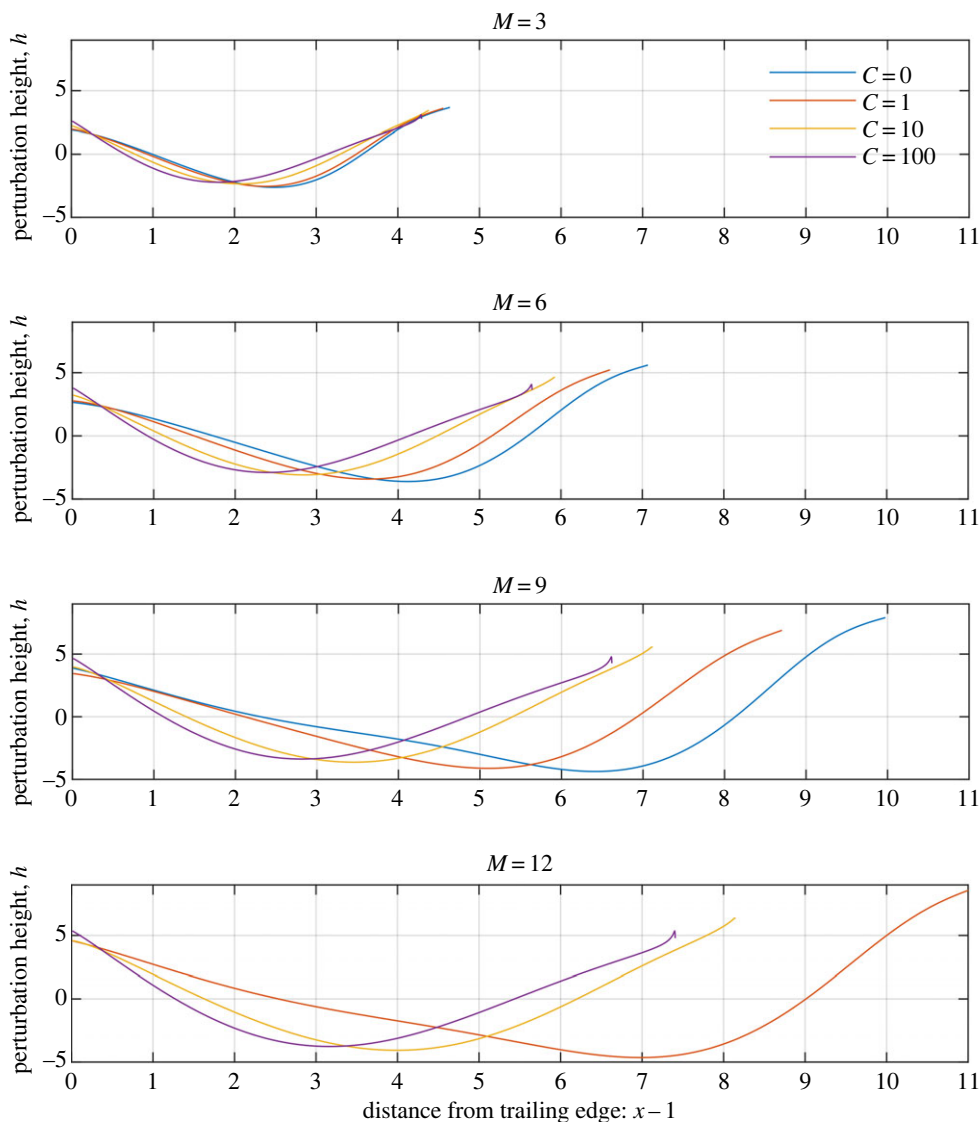 M = 3
perturbation height, h
5
0
–5
C = 0
C = 1
C = 10
C = 100
0 1 2 3 4 5 6 7 8 9 10 11
M = 6
perturbation height, h
5
0
–5
0 1 2 3 4 5 6 7 8 9 10 11
M = 9
perturbation height, h
5
0
–5
0 1 2 3 4 5 6 7 8 9 10 11
M = 12
perturbation height, h
5
0
–5
0 1 2 3 4 5 6 7 8 9 10 11
distance from trailing edge: x – 1